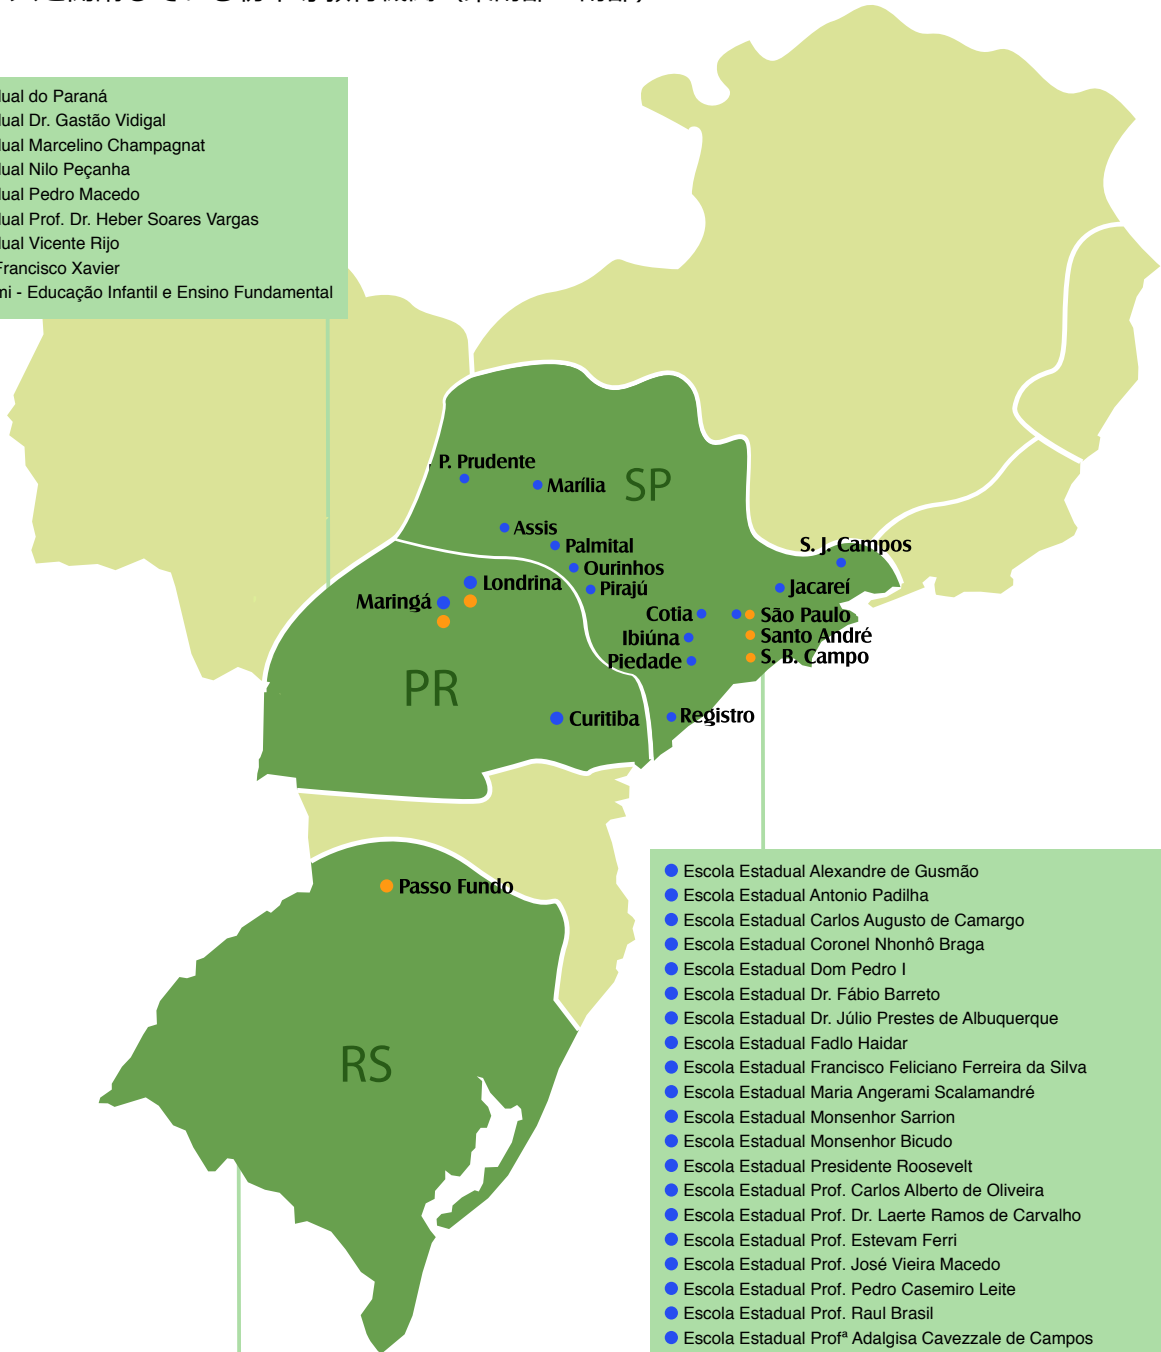 dual do Paraná
dual Dr. Gastão Vidigal
dual Marcelino Champagnat
dual Nilo Peçanha
dual Pedro Macedo
dual Prof. Dr. Heber Soares Vargas
dual Vicente Rijo
Francisco Xavier
mi - Educação Infantil e Ensino Fundamental
P. Prudente
Marília
SP
Assis
Palmital
S. J. Campos
Ourinhos
Londrina
Pirajú
Jacareí
Maringá
Cotia
São Paulo
Ibiúna
Santo André
Piedade
S. B. Campo
PR
Curitiba
Registro
Passo Fundo
RS
Escola Estadual Alexandre de Gusmão
Escola Estadual Antonio Padilha
Escola Estadual Carlos Augusto de Camargo
Escola Estadual Coronel Nhonhô Braga
Escola Estadual Dom Pedro I
Escola Estadual Dr. Fábio Barreto
Escola Estadual Dr. Júlio Prestes de Albuquerque
Escola Estadual Fadlo Haidar
Escola Estadual Francisco Feliciano Ferreira da Silva
Escola Estadual Maria Angerami Scalamandré
Escola Estadual Monsenhor Sarrion
Escola Estadual Monsenhor Bicudo
Escola Estadual Presidente Roosevelt
Escola Estadual Prof. Carlos Alberto de Oliveira
Escola Estadual Prof. Dr. Laerte Ramos de Carvalho
Escola Estadual Prof. Estevam Ferri
Escola Estadual Prof. José Vieira Macedo
Escola Estadual Prof. Pedro Casemiro Leite
Escola Estadual Prof. Raul Brasil
Escola Estadual Profª Adalgisa Cavezzale de Campos